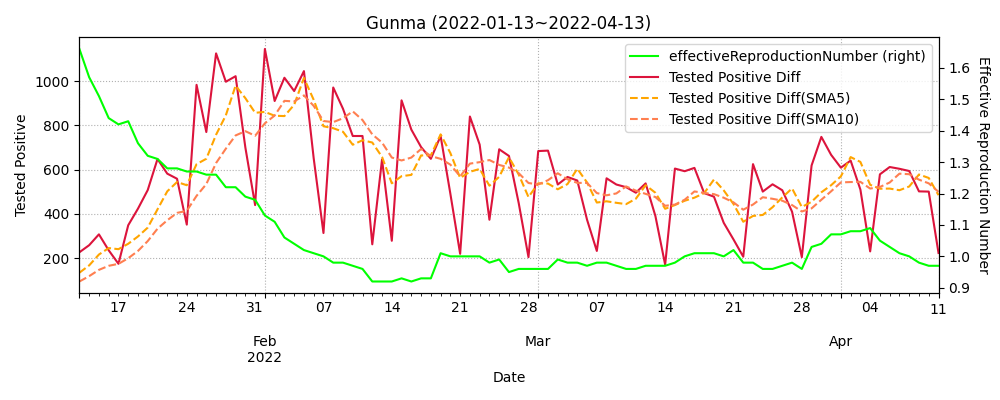 Gunma (2022-01-13~2022-04-13)
effectiveReproductionNumber (right)
Tested Positive Diff
Tested Positive Diff(SMA5)
Tested Positive Diff(SMA10)
Tested Positive
1000
800
600
400
200
1.6
1.5
1.4
1.3
1.2
1.1
1.0
0.9
Effective Reproduction Number
17 24 31 07 14 21 28 07 14 21 28 04 11
Feb Mar Apr
2022
Date